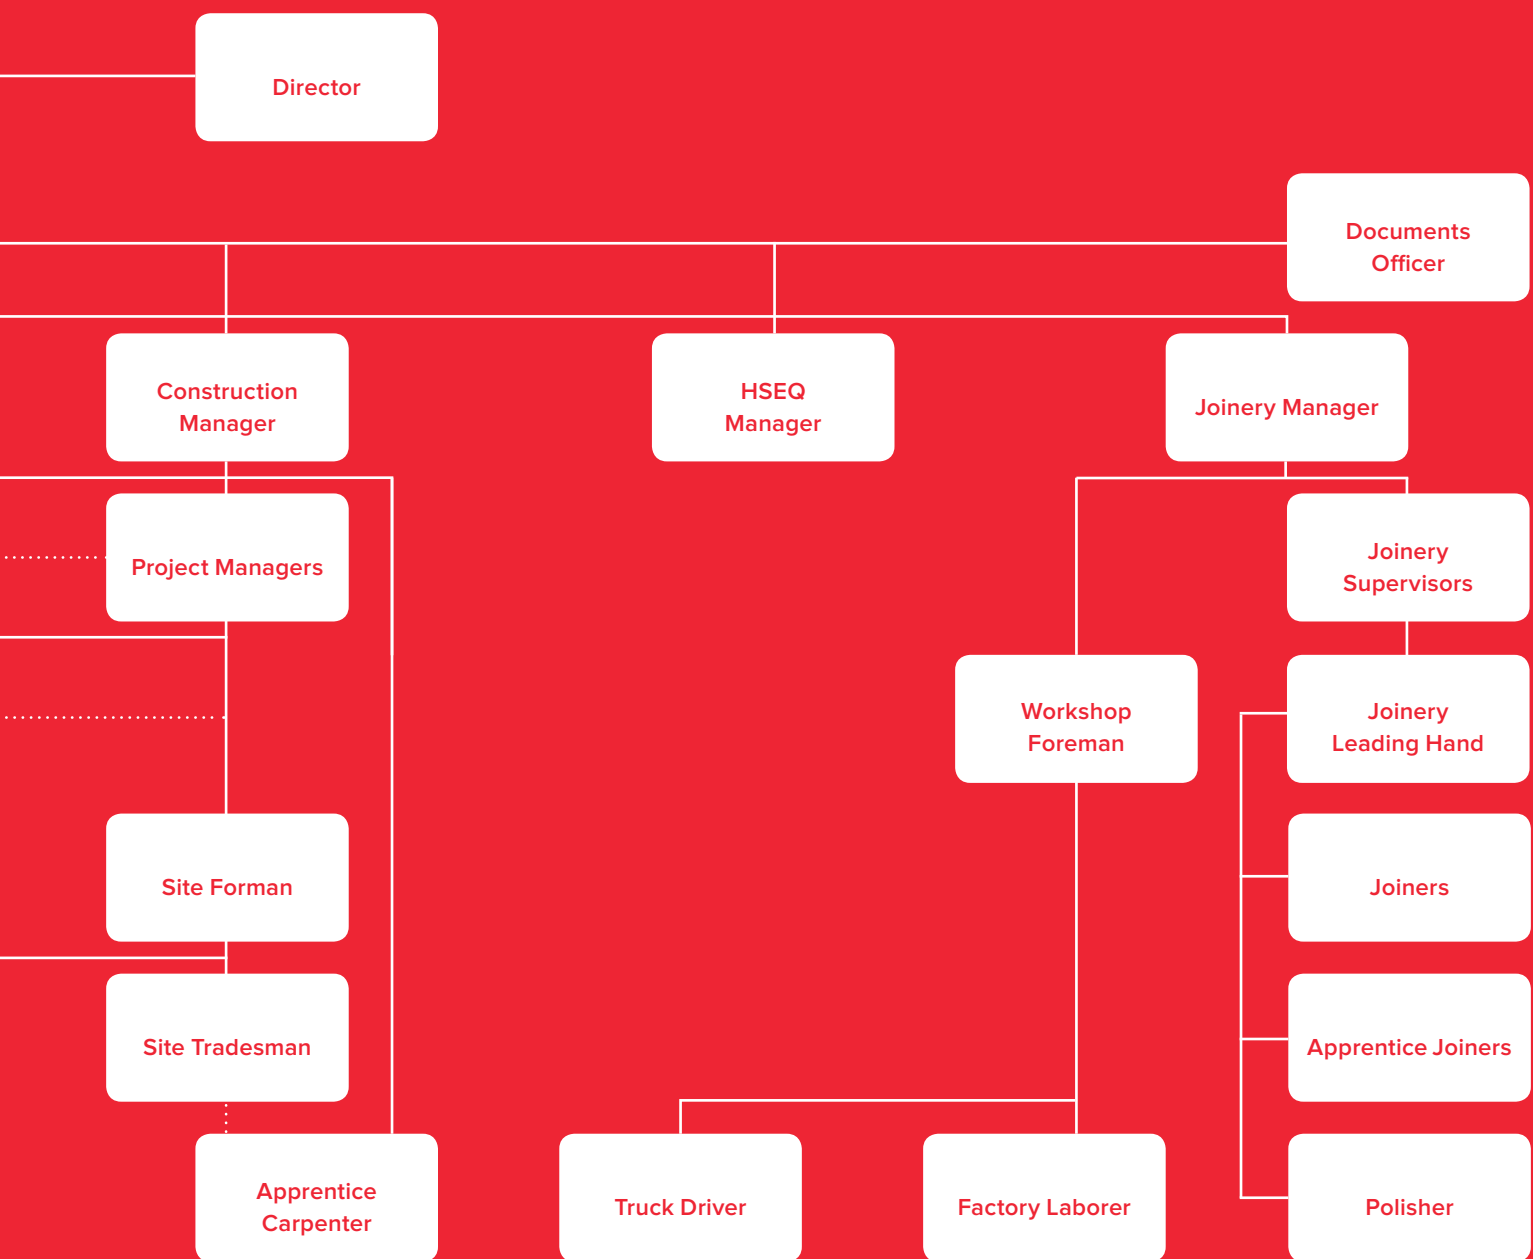 Director
Documents
Officer
Construction
Manager
HSEQ
Manager
Joinery Manager
Project Managers
Joinery
Supervisors
Workshop
Foreman
Joinery
Leading Hand
Site Forman
Joiners
Site Tradesman
Apprentice Joiners
Apprentice
Carpenter
Truck Driver
Factory Laborer
Polisher